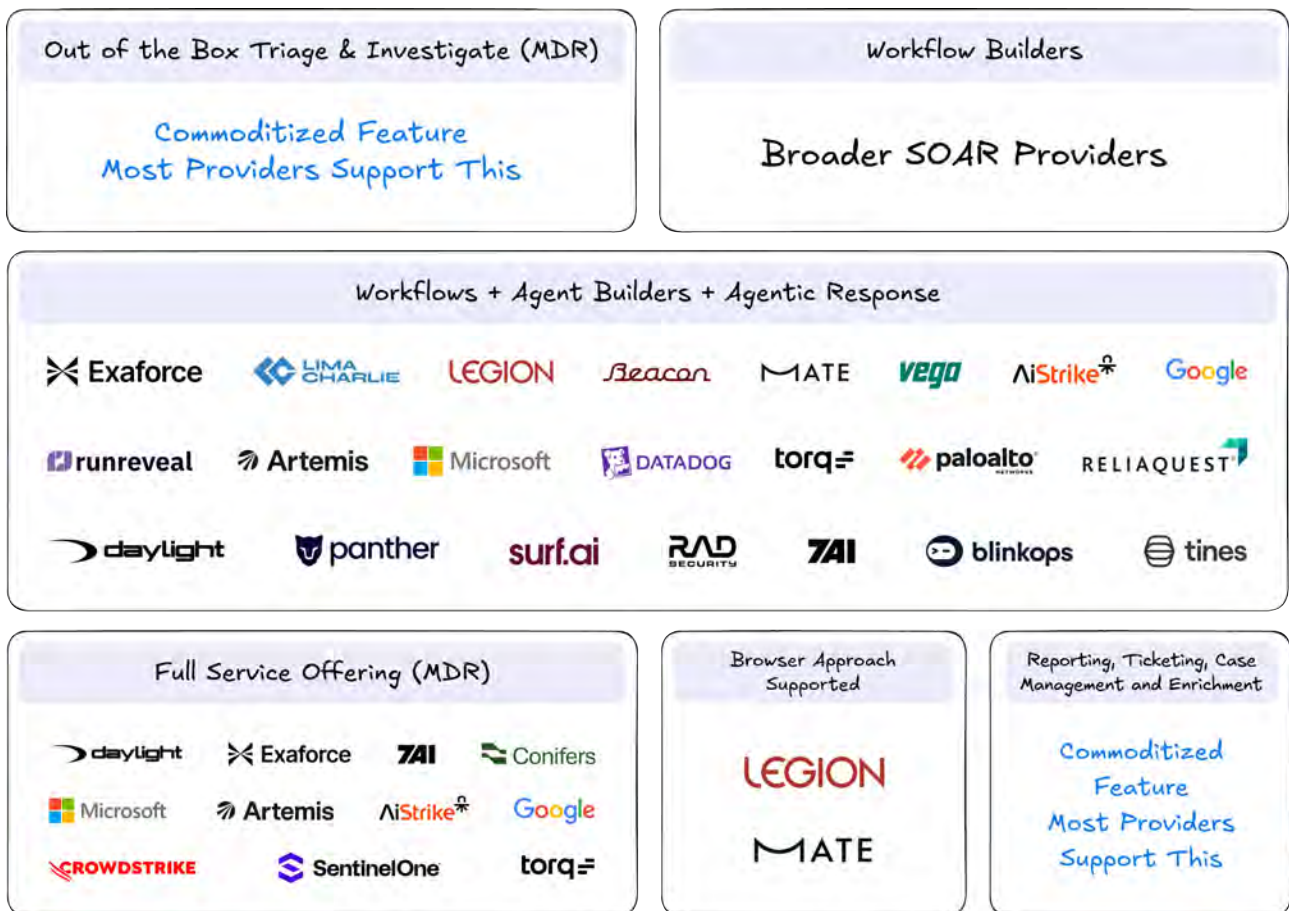 Out of the Box Triage & Investigate (MDR)
Commoditized Feature
Most Providers Support This
Workflow Builders
Broader SOAR Providers
Workflows + Agent Builders + Agentic Response
Exaforce
LIMA
CHARLIE
LEGION
Beacon
MATE
vega
AiStrike
Google
runreveal
Artemis
Microsoft
DATADOG
torq
paloalto
NETWORKS
RELIAQUEST
daylight
panther
surf.ai
RAD
SECURITY
7AI
blinkops
tines
Full Service Offering (MDR)
daylight
Exaforce
7AI
Conifers
Microsoft
Artemis
AiStrike
Google
CROWDSTRIKE
SentinelOne
torq
Browser Approach
Supported
LEGION
MATE
Reporting, Ticketing, Case
Management and Enrichment
Commoditized
Feature
Most Providers
Support This